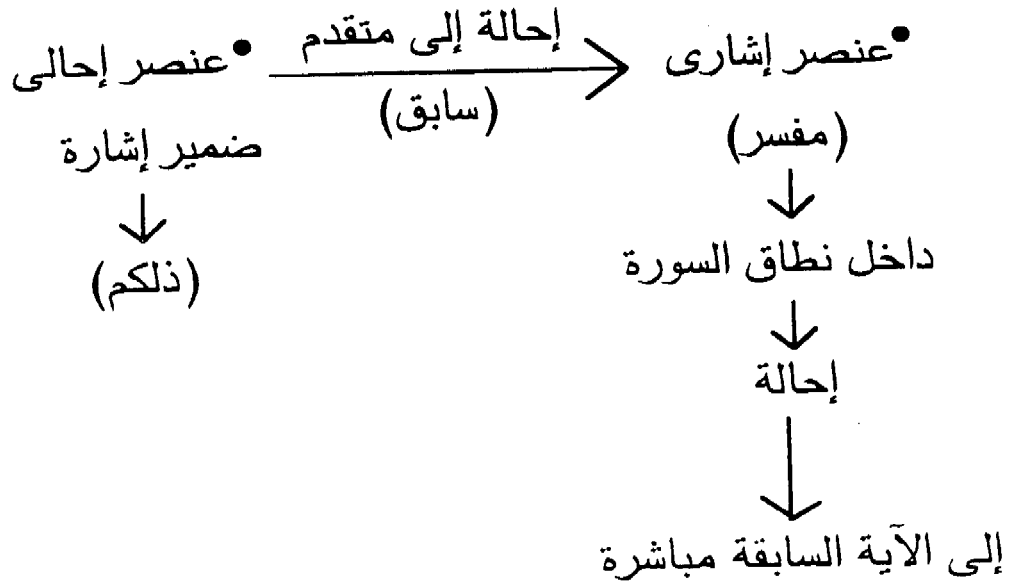 •عنصر إشارى
إحالة إلى متقدم
•عنصر إحالى
(سابق)
(مفسر)
ضمير إشارة
داخل نطاق السورة
(ذلكم)
إحالة
إلى الآية السابقة مباشرة